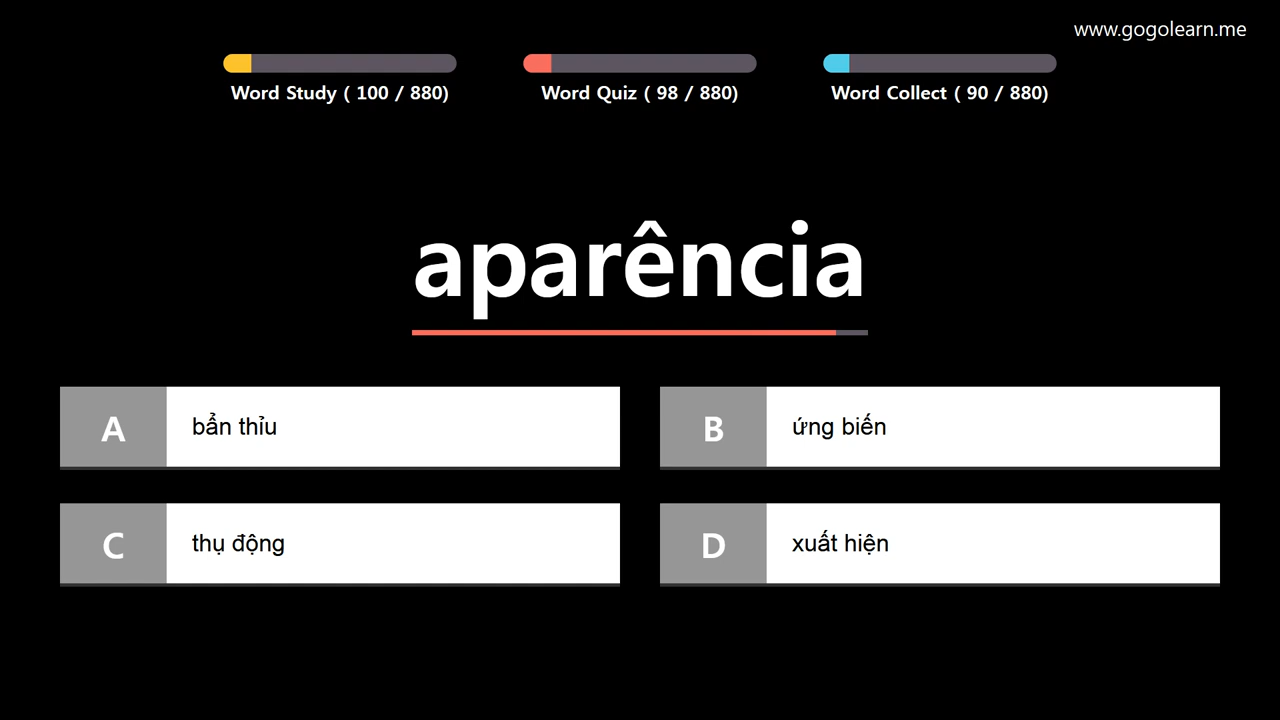 www.gogolearn.me
Word Study ( 100 / 880)
Word Quiz ( 98 / 880)
Word Collect ( 90 / 880)
aparência
A
bẩn thỉu
B
ứng biến
C
thụ động
D
xuất hiện